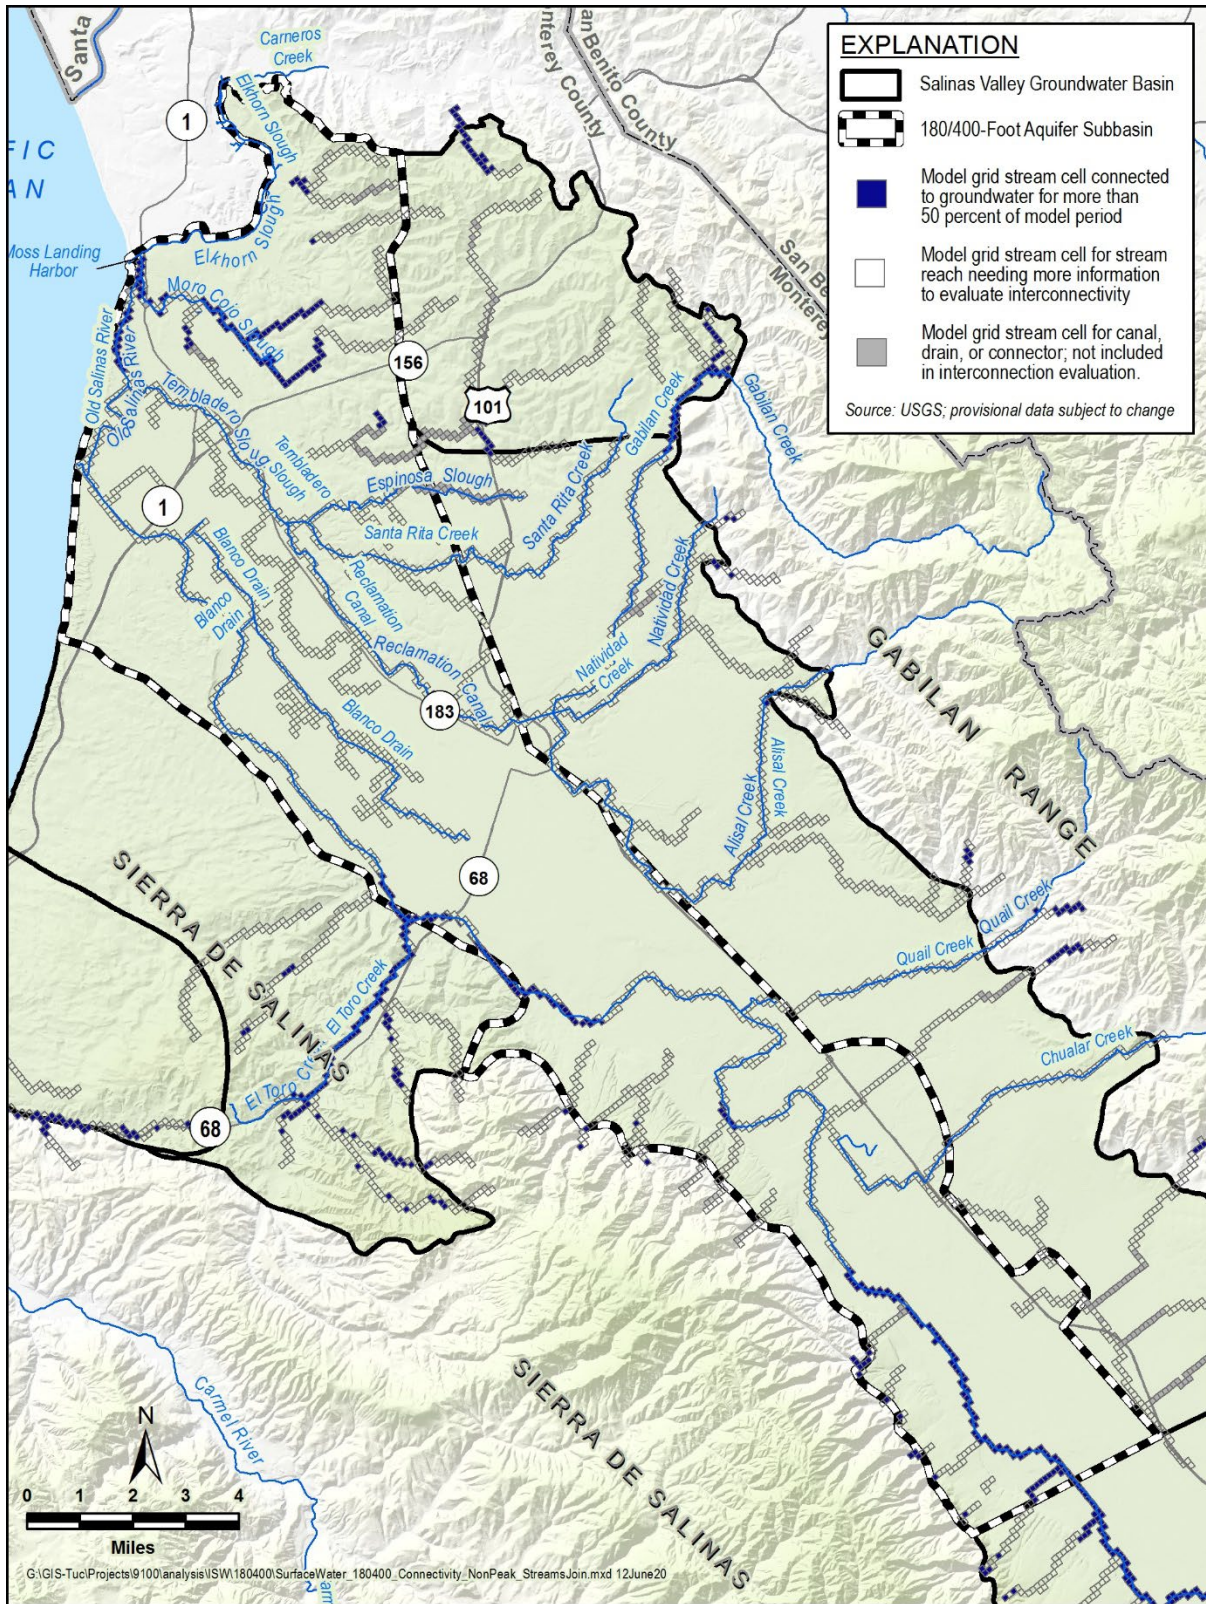 EXPLANATION
Salinas Valley Groundwater Basin
180/400-Foot Aquifer Subbasin
Model grid stream cell connected
to groundwater for more than
50 percent of model period
Model grid stream cell for stream
reach needing more information
to evaluate interconnectivity
Model grid stream cell for canal,
drain, or connector; not included
in interconnection evaluation.
Source: USGS; provisional data subject to change
Santa
Carneros
Creek
an Benito County
terey County
1
Elkhorn Slough
FIC
AN
San Be
Monterey
Elkhorn Slough
Moss Landing
Harbor
Moro Cojo Slough
Old Salinas River
Old Salinas River
156
101
Gabilan Creek
Gabilan Creek
Tembladero Slough
Slough
Tembladero
Espinosa Slough
Santa Rita Creek
Santa Rita Creek
1
Blanco Drain
Blanco
Drain
Reclamation
Canal
Reclamation Canal
Natividad Creek
Natividad
Creek
GABILAN
RANGE
183
Blanco Drain
Alisal Creek
Alisal Creek
68
SIERRA DE SALINAS
Quail Creek
Quail Creek
El Toro Creek
El Toro Creek
Chualar Creek
68
SIERRA DE SALINAS
Carmel River
arm
N
0 1 2 3 4
Miles
G:\GIS-Tuc\Projects\9100\analysis\ISW\180400\SurfaceWater_180400_Connectivity_NonPeak_StreamsJoin.mxd 12June20